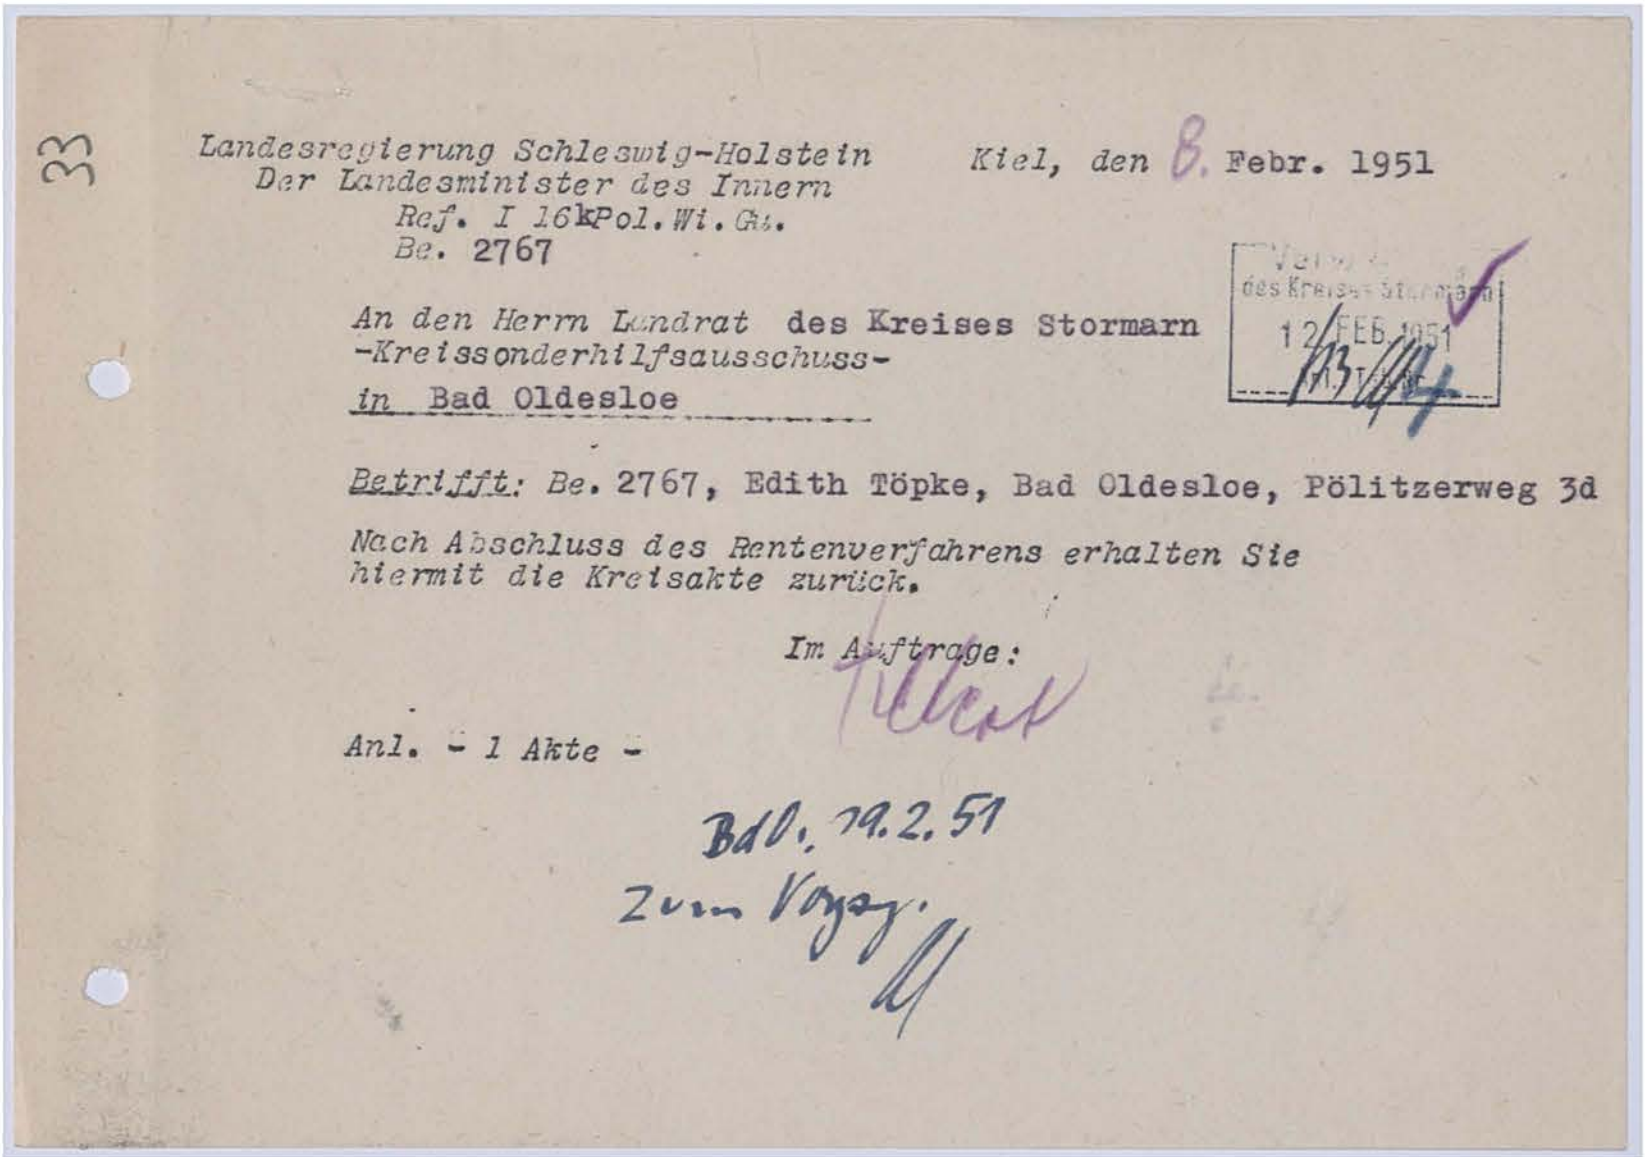 33
Landesregierung Schleswig-Holstein
Kiel, den 8. Febr. 1951
Der Landesminister des Innern
Ref. I 16kPol.Wi.Gu.
Be. 2767
des Kreises Stormarn
12. FEB. 1951
An den Herrn Landrat des Kreises Stormarn
-Kreissonderhilfsausschuss-
in Bad Oldesloe
Betrifft: Be. 2767, Edith Töpke, Bad Oldesloe, Pölitzerweg 3d
Nach Abschluss des Rentenverfahrens erhalten Sie
hiermit die Kreisakte zurück.
Im Auftrage:
Anl. - 1 Akte -
BdO., 19.2.51
Zum Vorgg.